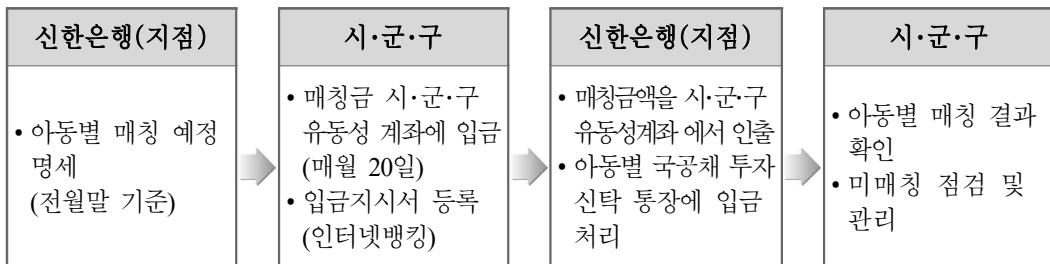 신한은행(지점)
• 아동별 매칭 예정
명세
(전월말 기준)
시·군·구
• 매칭금 시·군·구
유동성 계좌에 입금
(매월 20일)
• 입금지시서 등록
(인터넷뱅킹)
신한은행(지점)
• 매칭금액을 시·군·구
유동성계좌 에서 인출
• 아동별 국공채 투자
신탁 통장에 입금
처리
시·군·구
• 아동별 매칭 결과
확인
• 미매칭 점검 및
관리